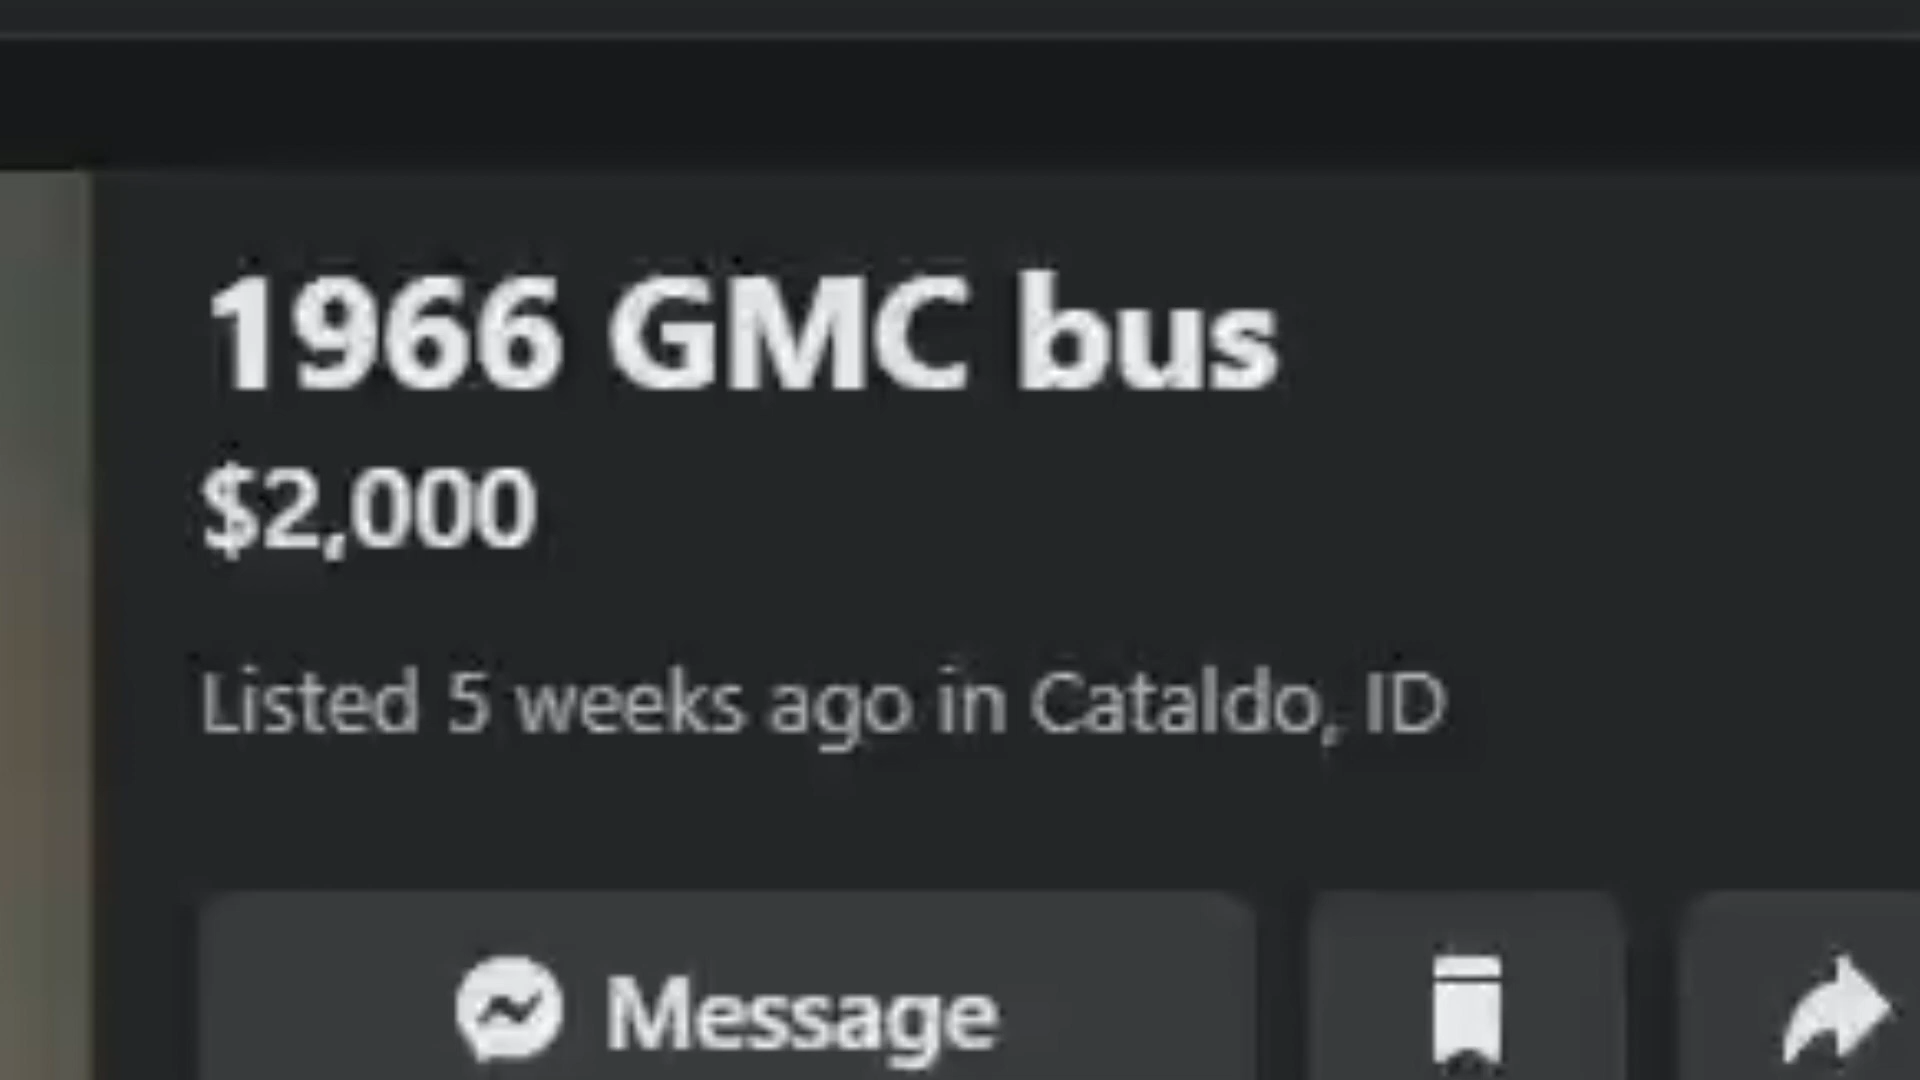 1966 GMC bus
$2,000
Listed 5 weeks ago in Cataldo, ID
Message